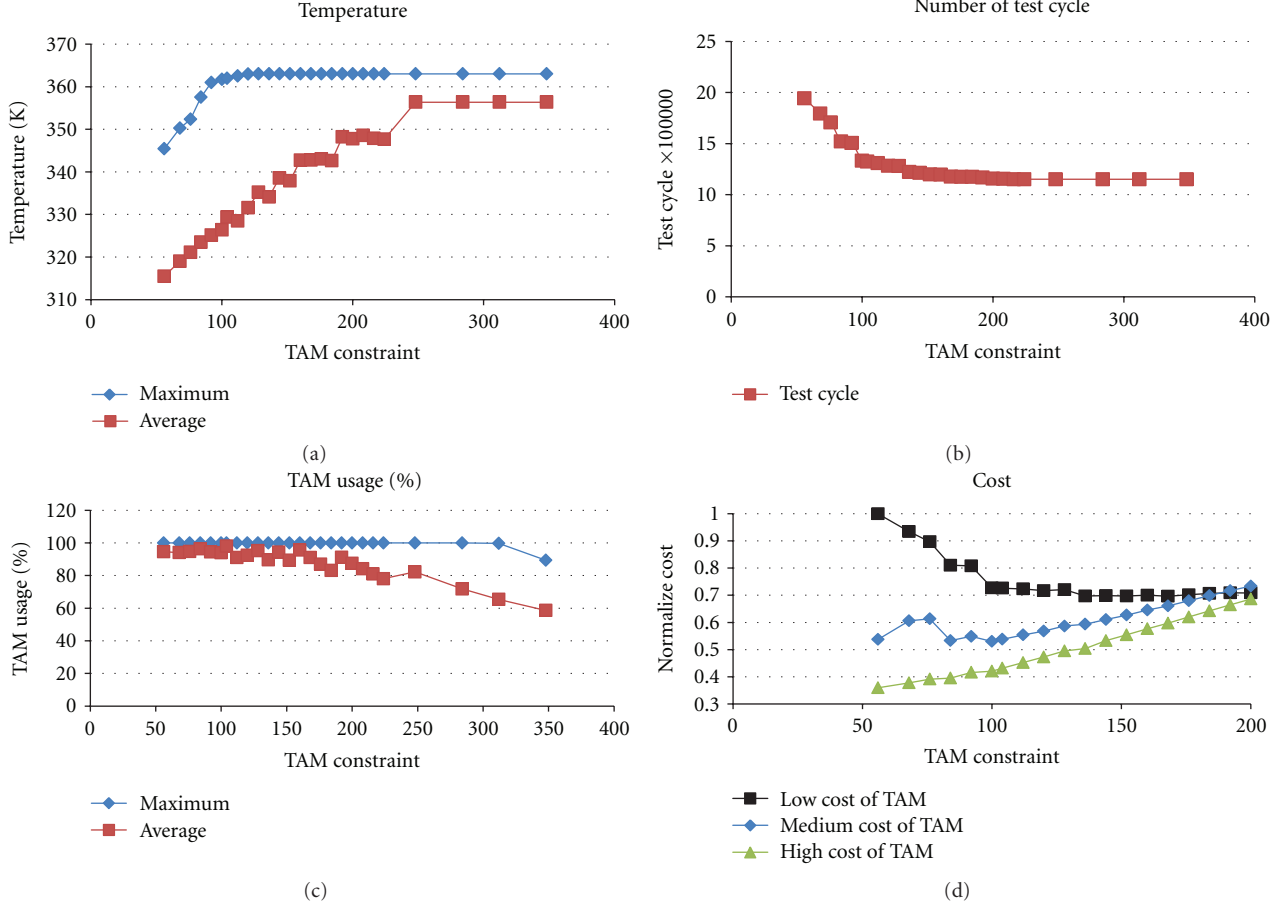 Temperature
Temperature (K)
370
360
350
340
330
320
310
0
100
200
300
400
TAM constraint
Maximum
Average
(a)
Number of test cycle
Test cycle ×100000
25
20
15
10
5
0
0
100
200
300
400
TAM constraint
Test cycle
(b)
TAM usage (%)
TAM usage (%)
120
100
80
60
40
20
0
0
50
100
150
200
250
300
350
400
TAM constraint
Maximum
Average
(c)
Cost
Normalize cost
1
0.9
0.8
0.7
0.6
0.5
0.4
0.3
0
50
100
150
200
TAM constraint
Low cost of TAM
Medium cost of TAM
High cost of TAM
(d)